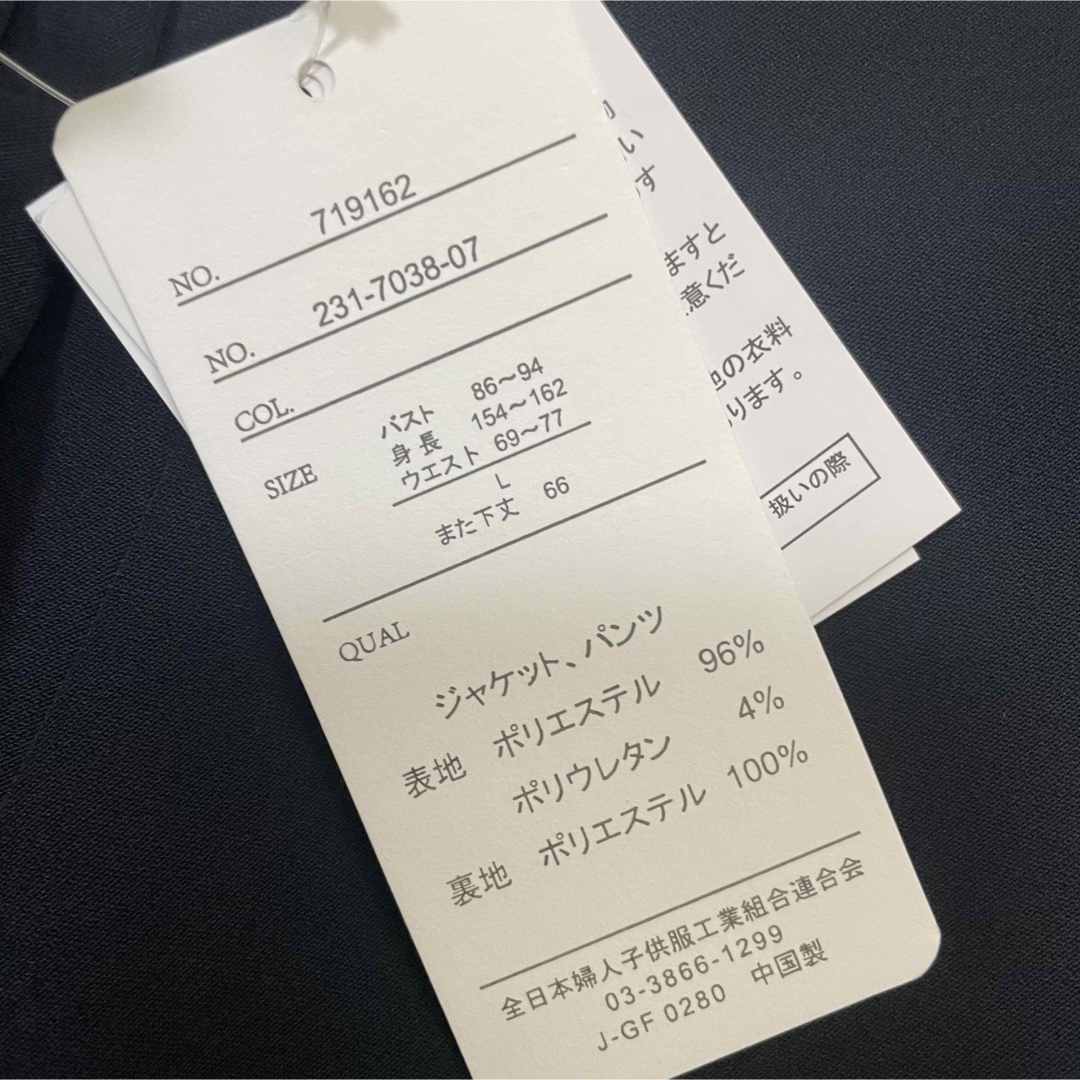 NO. 719162
NO. 231-7038-07
COL.
SIZE
バスト 86～94
身長 154～162
ウエスト 69～77
L
また下丈 66
QUAL
ジャケット、パンツ
表地 ポリエステル 96%
ポリウレタン 4%
裏地 ポリエステル 100%
全日本婦人子供服工業組合連合会
03-3866-1299
J-GF 0280 中国製
い
す
ますと
意くだ
の衣料
ります。
扱いの際